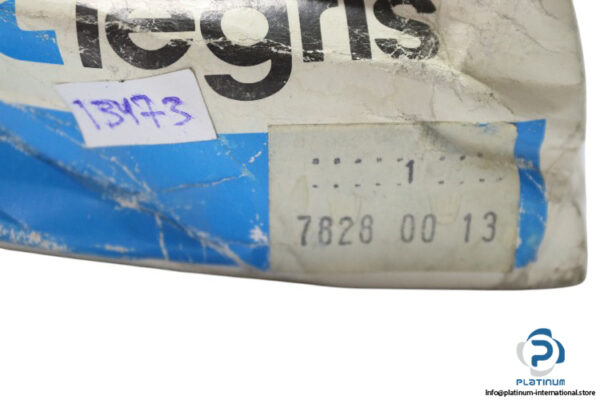 legris
13473
1
7828 00 13
PLATINUM
Info@platinum-international.store